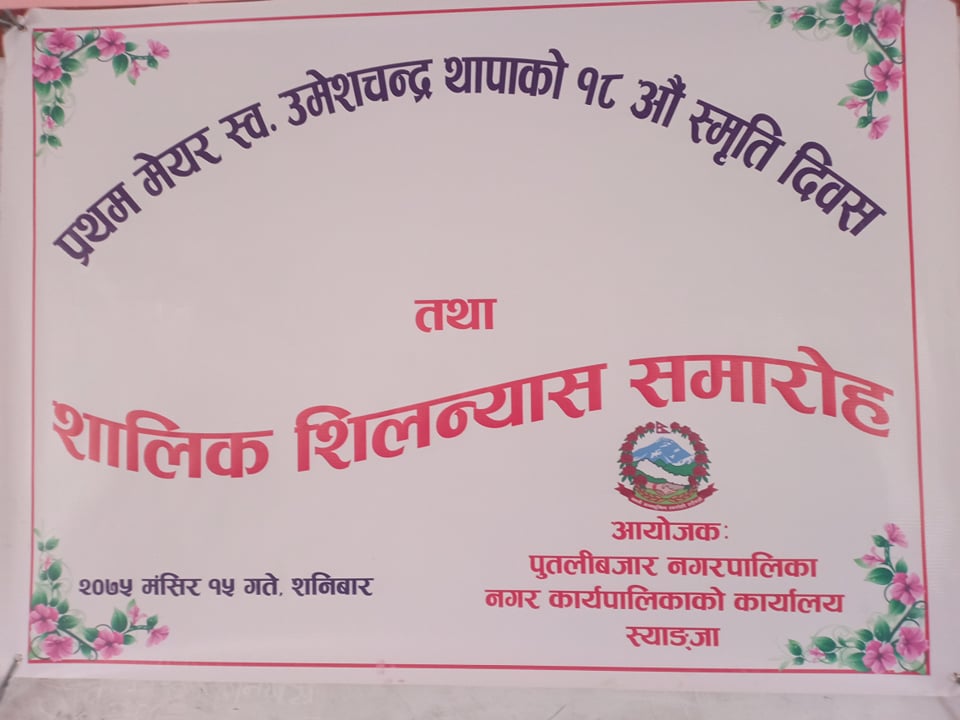 प्रथम मेयर स्व. उमेशचन्द्र थापाको १८ औं स्मृति दिवस
तथा
शालिक शिलन्यास समारोह
आयोजक:
पुतलीबजार नगरपालिका
नगर कार्यपालिकाको कार्यालय
स्याङ्जा
२०७५ मंसिर १५ गते, शनिबार